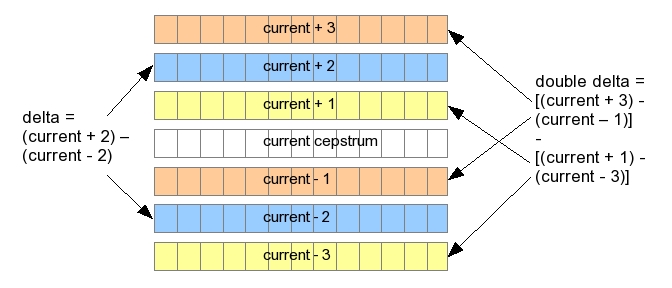 current + 3
current + 2
current + 1
current cepstrum
current - 1
current - 2
current - 3
delta =
(current + 2) –
(current - 2)
double delta =
[(current + 3) -
(current – 1)]
-
[(current + 1) -
(current - 3)]